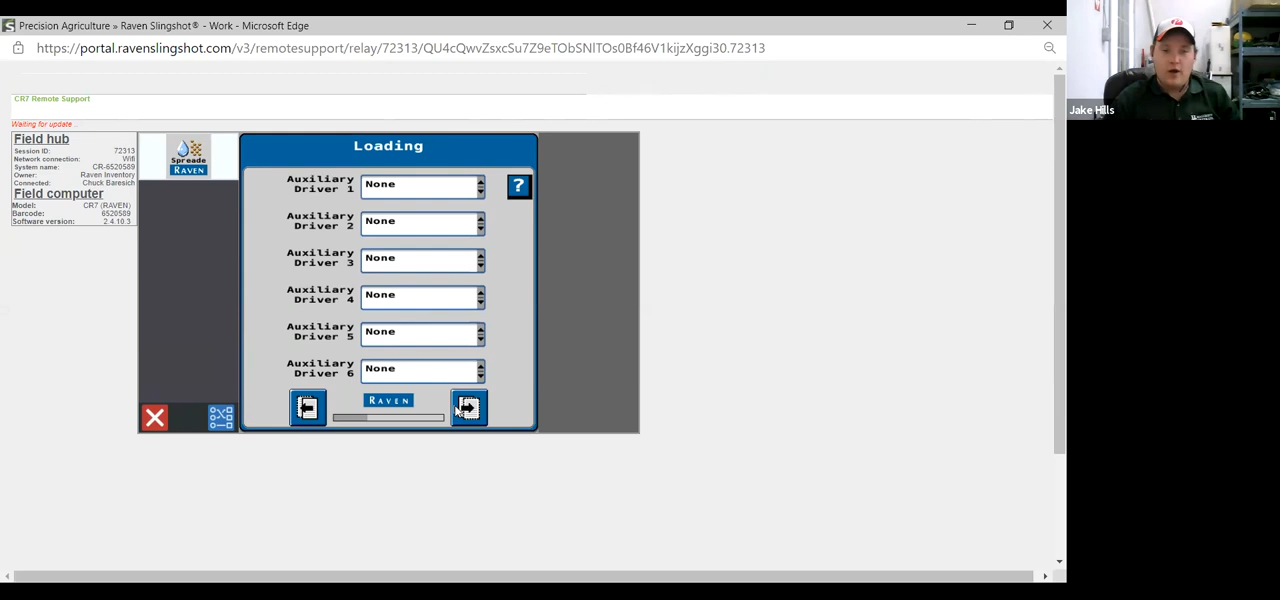 Precision Agriculture » Raven Slingshot® - Work - Microsoft Edge
https://portal.ravenslingshot.com/v3/remotesupport/relay/72313/QU4cQwvZsxcSu7Z9eTObSNlTOs0Bf46V1kijzXggi30.72313
Jake Hills
CR7 Remote Support
Waiting for update ..
Field hub
Session ID: 72313
Network connection: Wifi
System name: CR-6520589
Owner: Raven Inventory
Connected: Chuck Baresich
Field computer
Model: CR7 (RAVEN)
Barcode: 6520589
Software version: 2.4.10.3
Spreade
RAVEN
Loading
Auxiliary
Driver 1
None
?
Auxiliary
Driver 2
None
Auxiliary
Driver 3
None
Auxiliary
Driver 4
None
Auxiliary
Driver 5
None
Auxiliary
Driver 6
None
RAVEN